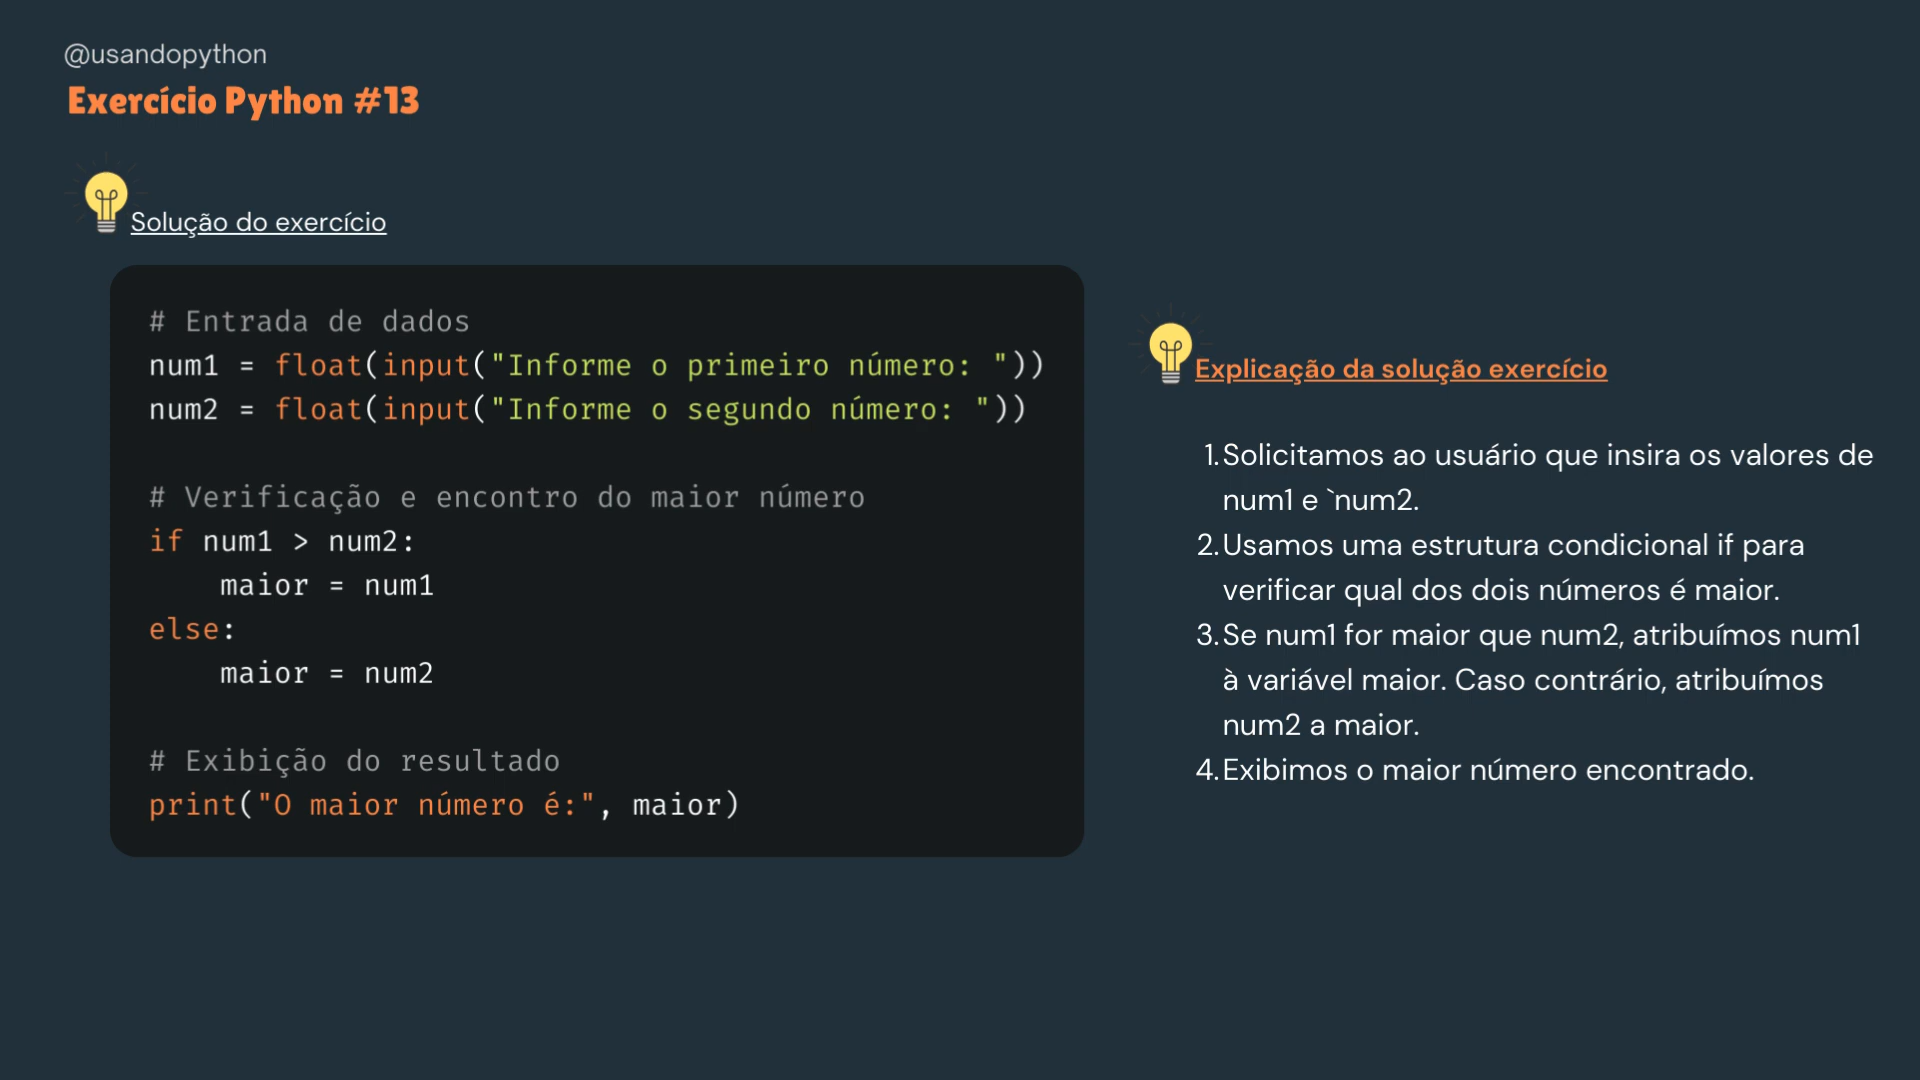 @usandopython
Exercício Python #13
Solução do exercício
# Entrada de dados
num1 = float(input("Informe o primeiro número: "))
num2 = float(input("Informe o segundo número: "))
# Verificação e encontro do maior número
if num1 > num2:
    maior = num1
else:
    maior = num2
# Exibição do resultado
print("O maior número é:", maior)
Explicação da solução exercício
1.Solicitamos ao usuário que insira os valores de
num1 e `num2.
2.Usamos uma estrutura condicional if para
verificar qual dos dois números é maior.
3.Se num1 for maior que num2, atribuímos num1
à variável maior. Caso contrário, atribuímos
num2 a maior.
4.Exibimos o maior número encontrado.